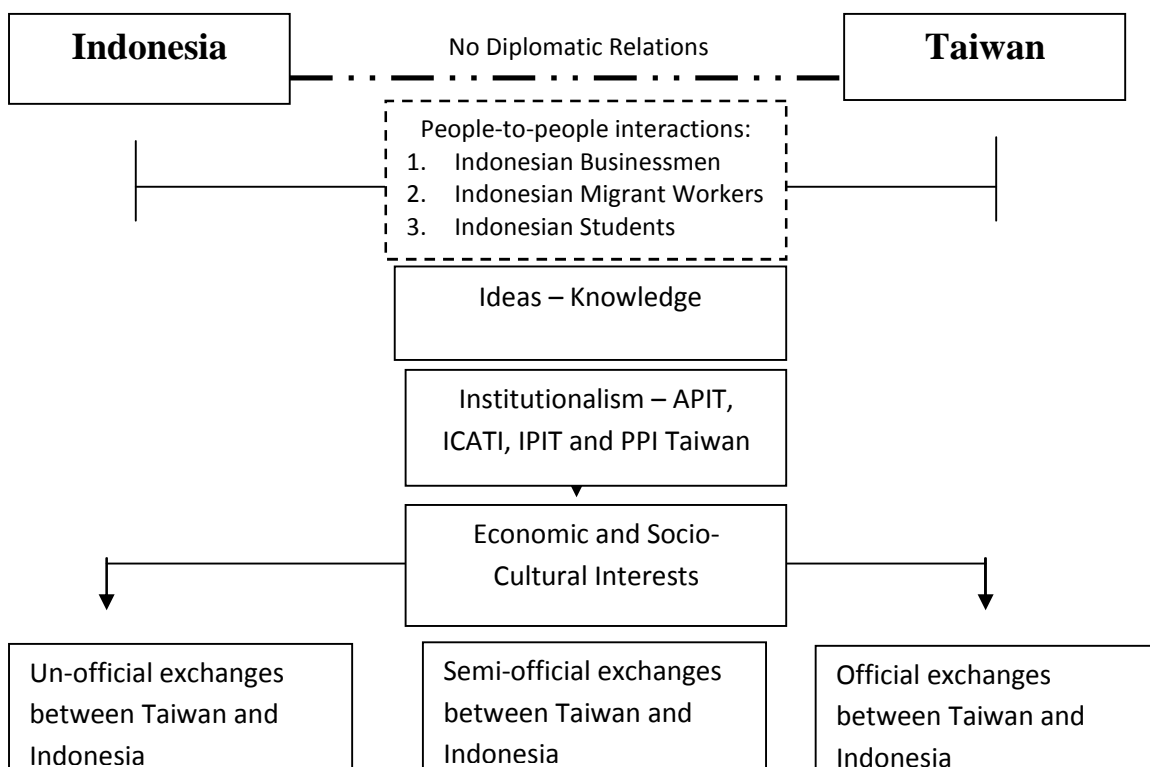 Indonesia
No Diplomatic Relations
Taiwan
People-to-people interactions:
1. Indonesian Businessmen
2. Indonesian Migrant Workers
3. Indonesian Students
Ideas – Knowledge
Institutionalism – APIT,
ICATI, IPIT and PPI Taiwan
Economic and Socio-
Cultural Interests
Un-official exchanges
between Taiwan and
Indonesia
Semi-official exchanges
between Taiwan and
Indonesia
Official exchanges
between Taiwan and
Indonesia